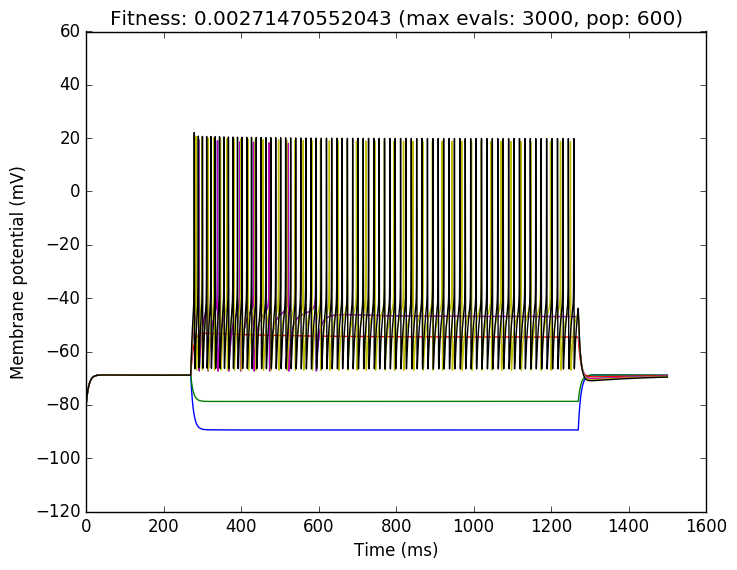 Fitness: 0.00271470552043 (max evals: 3000, pop: 600)
60
40
20
0
−20
−40
−60
−80
−100
−120
Membrane potential (mV)
0 200 400 600 800 1000 1200 1400 1600
Time (ms)